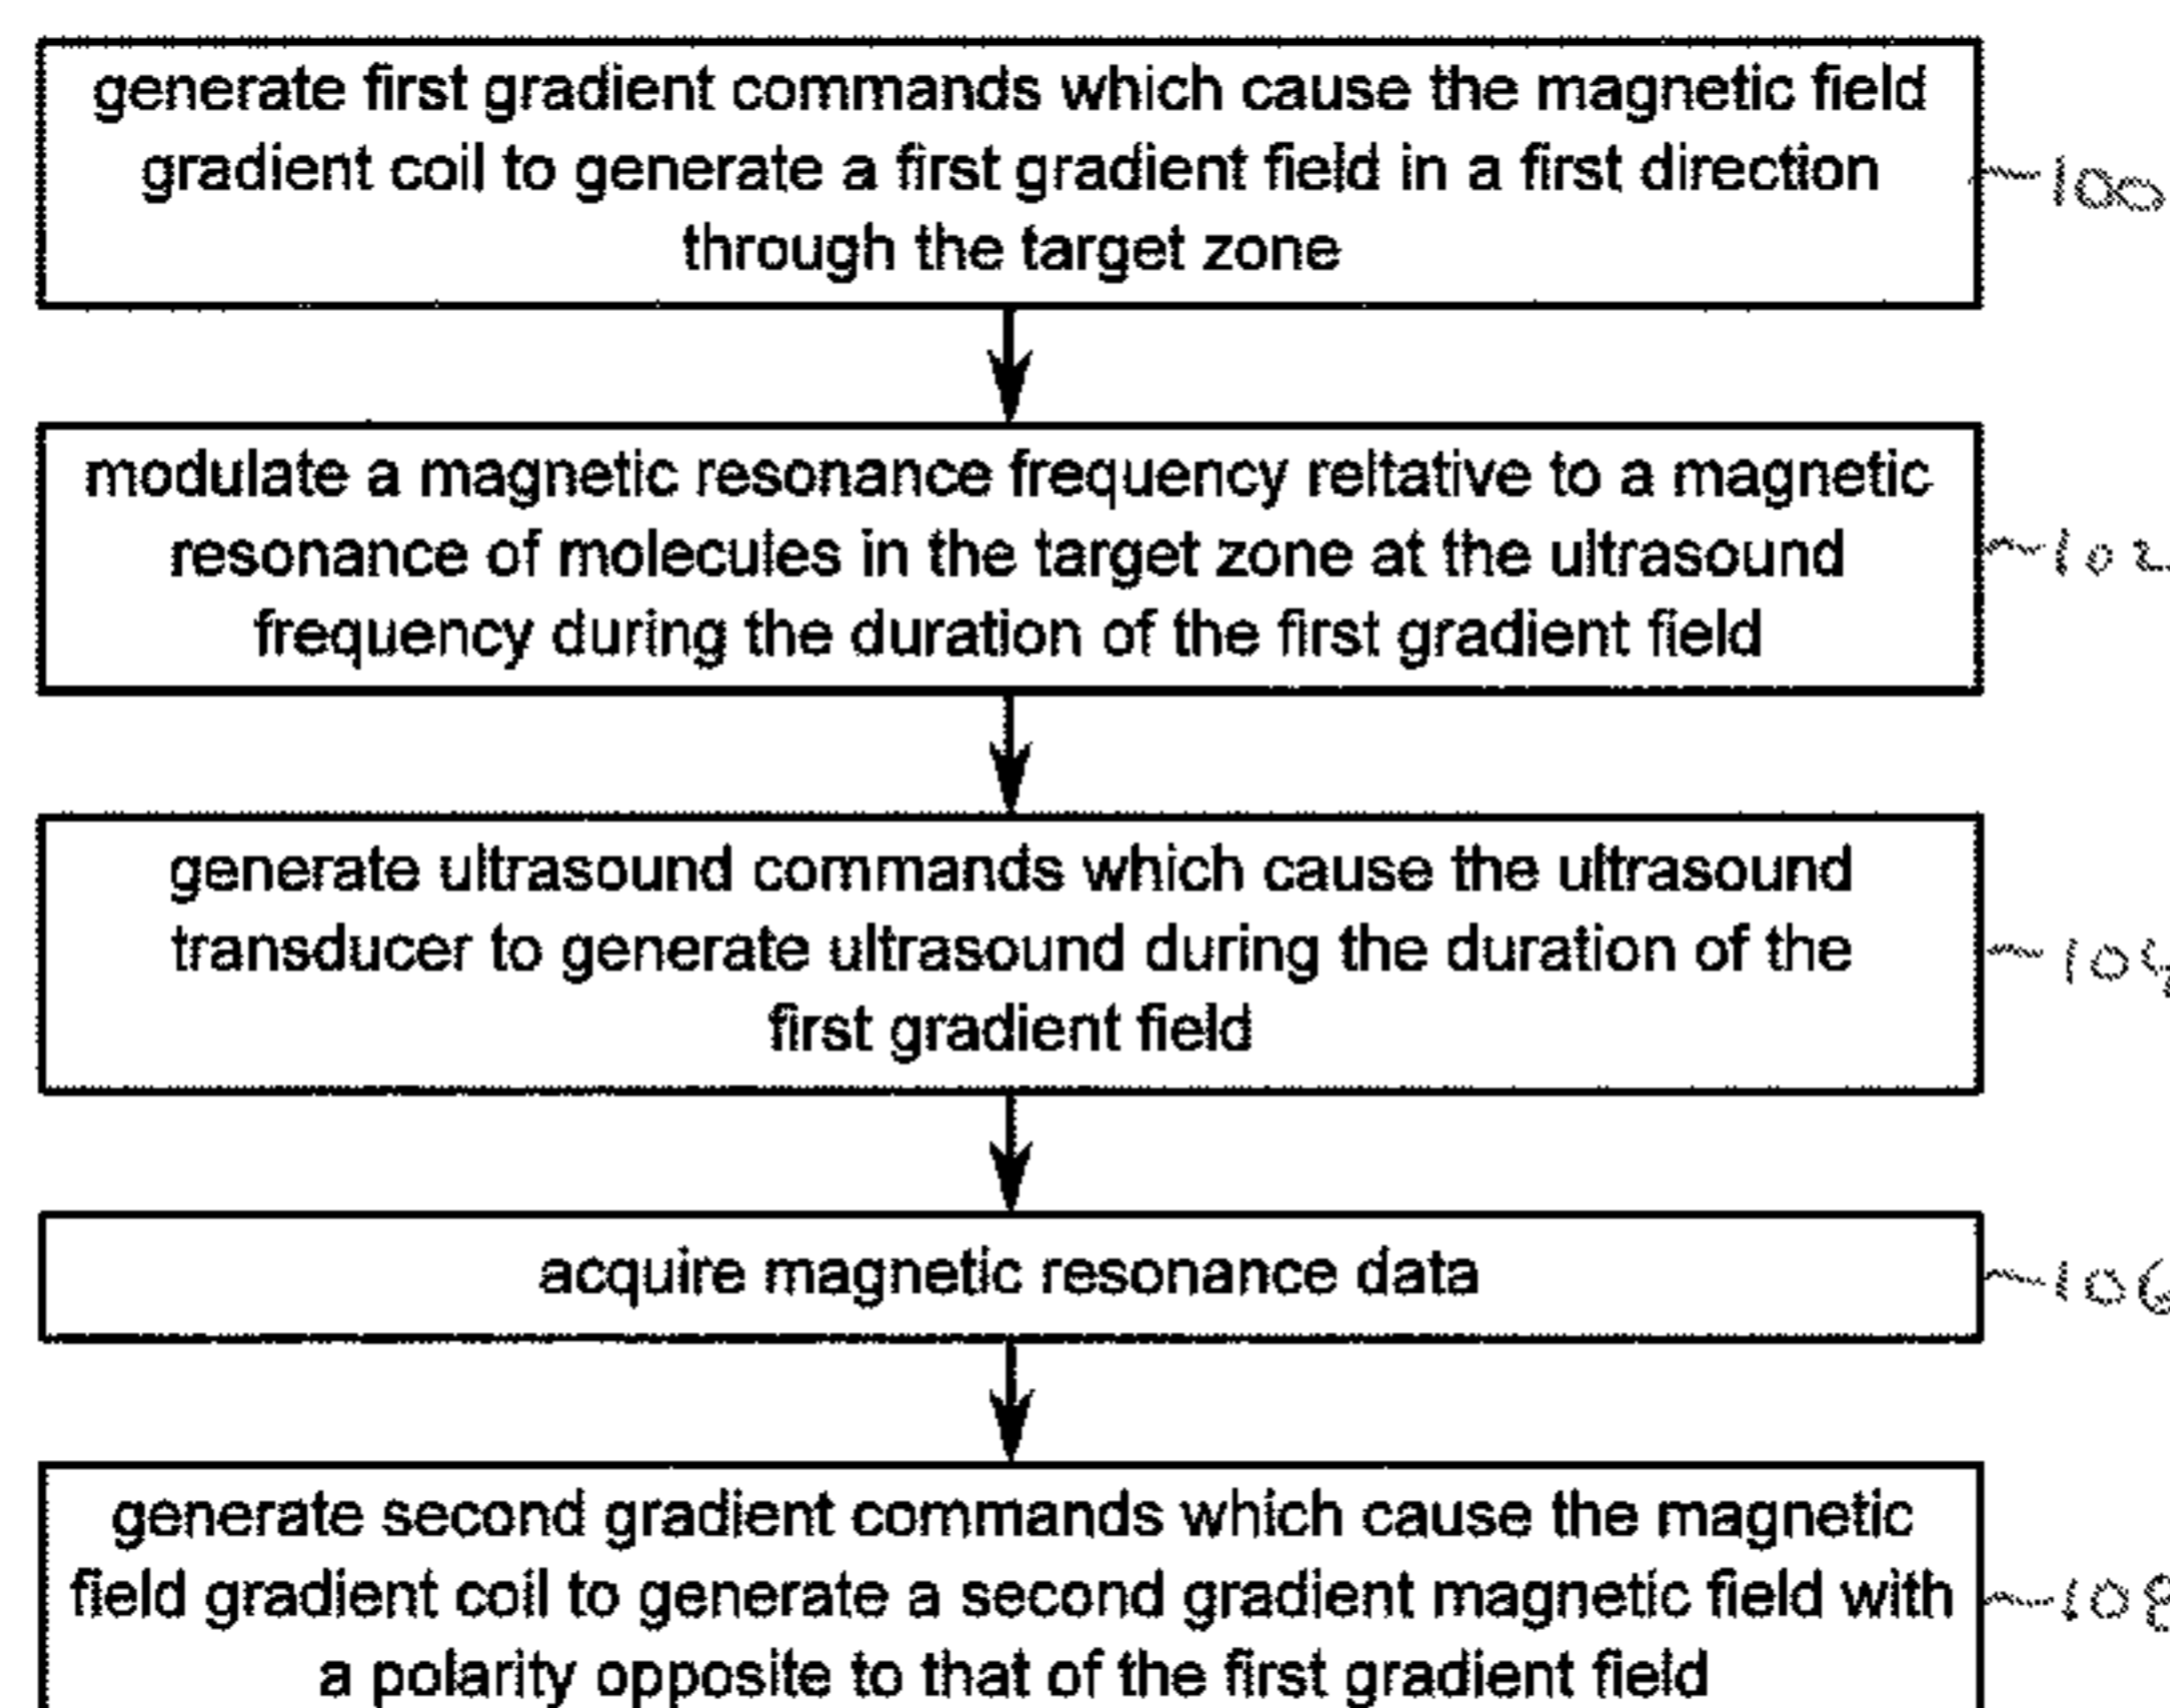 generate first gradient commands which cause the magnetic field
gradient coil to generate a first gradient field in a first direction
through the target zone
100
modulate a magnetic resonance frequency reltative to a magnetic
resonance of molecules in the target zone at the ultrasound
frequency during the duration of the first gradient field
102
generate ultrasound commands which cause the ultrasound
transducer to generate ultrasound during the duration of the
first gradient field
104
acquire magnetic resonance data
106
generate second gradient commands which cause the magnetic
field gradient coil to generate a second gradient magnetic field with
a polarity opposite to that of the first gradient field
108